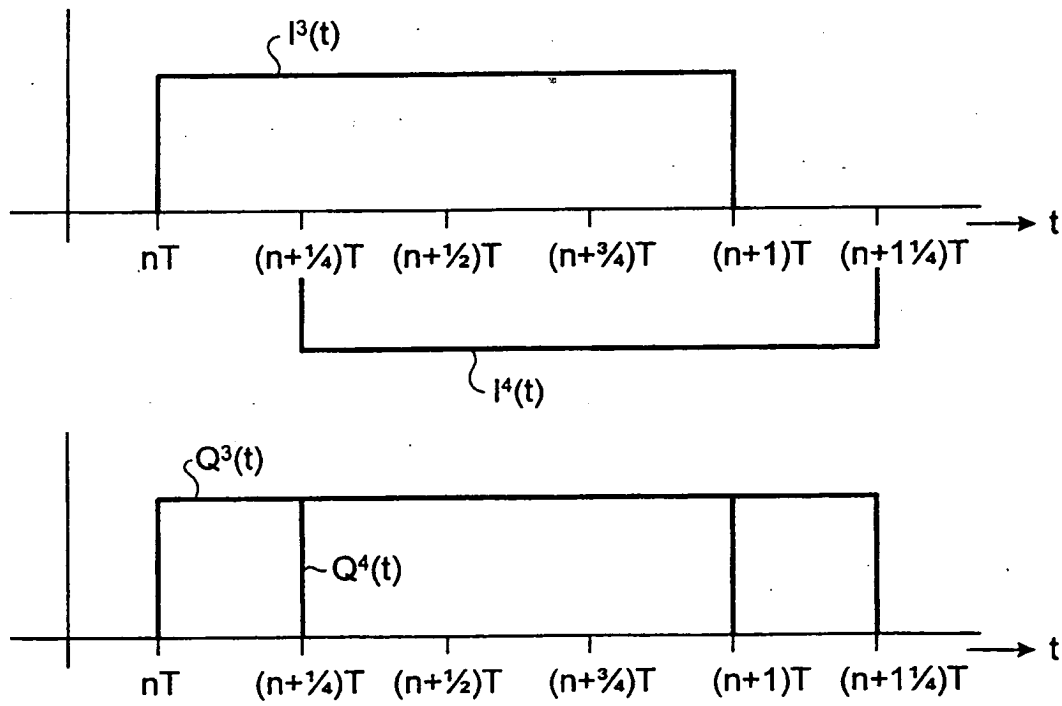 I³(t)
t
nT (n+¼)T (n+½)T (n+¾)T (n+1)T (n+1¼)T
I⁴(t)
Q³(t)
Q⁴(t)
t
nT (n+¼)T (n+½)T (n+¾)T (n+1)T (n+1¼)T